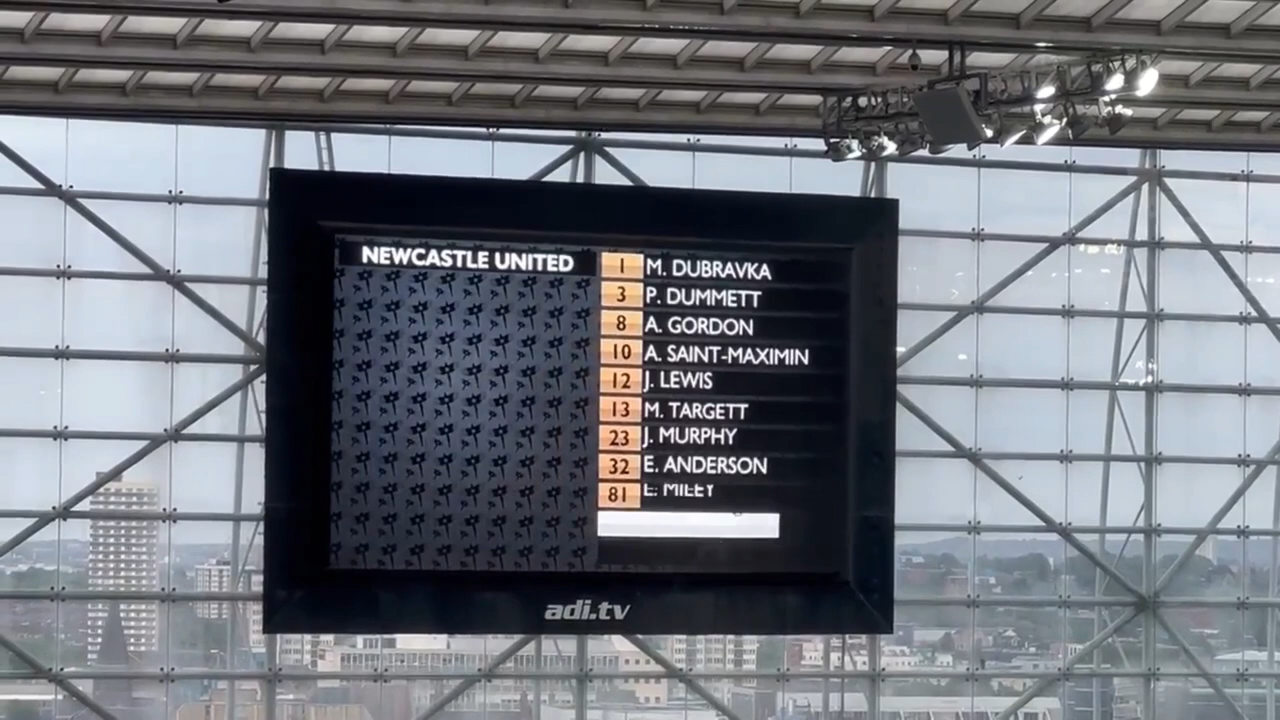 NEWCASTLE UNITED
1 M. DUBRAVKA
3 P. DUMMETT
8 A. GORDON
10 A. SAINT-MAXIMIN
12 J. LEWIS
13 M. TARGETT
23 J. MURPHY
32 E. ANDERSON
81 L. MILEY
adi.tv